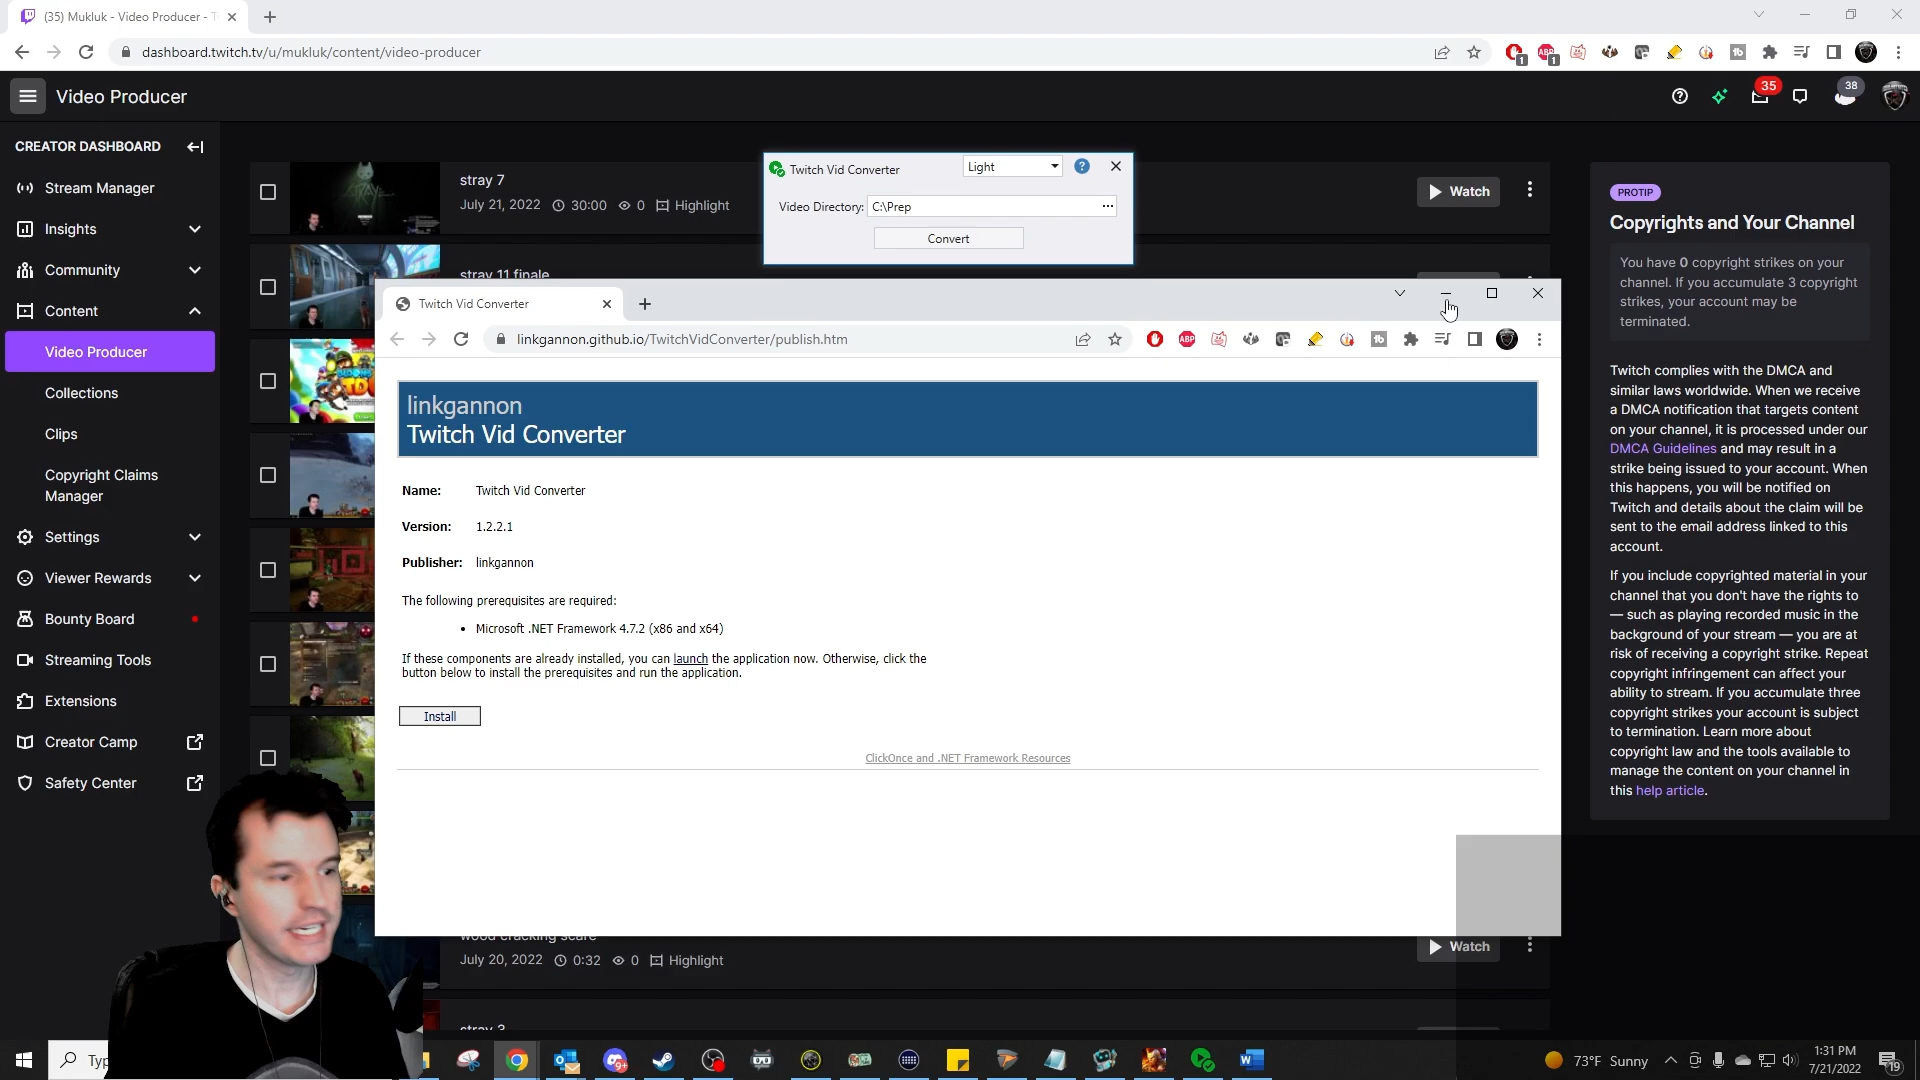 (35) Mukluk - Video Producer - T
dashboard.twitch.tv/u/mukluk/content/video-producer
1
1
Video Producer
35
38
CREATOR DASHBOARD
Stream Manager
Insights
Community
Content
Video Producer
Collections
Clips
Copyright Claims
Manager
Settings
Viewer Rewards
Bounty Board
Streaming Tools
Extensions
Creator Camp
Safety Center
stray 7
July 21, 2022 30:00 0 Highlight
Watch
stray 11 finale
Twitch Vid Converter
Light
Video Directory: C:\Prep
Convert
Twitch Vid Converter
linkgannon.github.io/TwitchVidConverter/publish.htm
ABP
linkgannon
Twitch Vid Converter
Name: Twitch Vid Converter
Version: 1.2.2.1
Publisher: linkgannon
The following prerequisites are required:
• Microsoft .NET Framework 4.7.2 (x86 and x64)
If these components are already installed, you can launch the application now. Otherwise, click the
button below to install the prerequisites and run the application.
Install
ClickOnce and .NET Framework Resources
wood cracking scare
July 20, 2022 0:32 0 Highlight
Watch
stray 3
PROTIP
Copyrights and Your Channel
You have 0 copyright strikes on your
channel. If you accumulate 3 copyright
strikes, your account may be
terminated.
Twitch complies with the DMCA and
similar laws worldwide. When we receive
a DMCA notification that targets content
on your channel, it is processed under our
DMCA Guidelines and may result in a
strike being issued to your account. When
this happens, you will be notified on
Twitch and details about the claim will be
sent to the email address linked to this
account.
If you include copyrighted material in your
channel that you don't have the rights to
— such as playing recorded music in the
background of your stream — you are at
risk of receiving a copyright strike. Repeat
copyright infringement can affect your
ability to stream. If you accumulate three
copyright strikes your account is subject
to termination. Learn more about
copyright law and the tools available to
manage the content on your channel in
this help article.
Typ
73°F Sunny
1:31 PM
7/21/2022
19